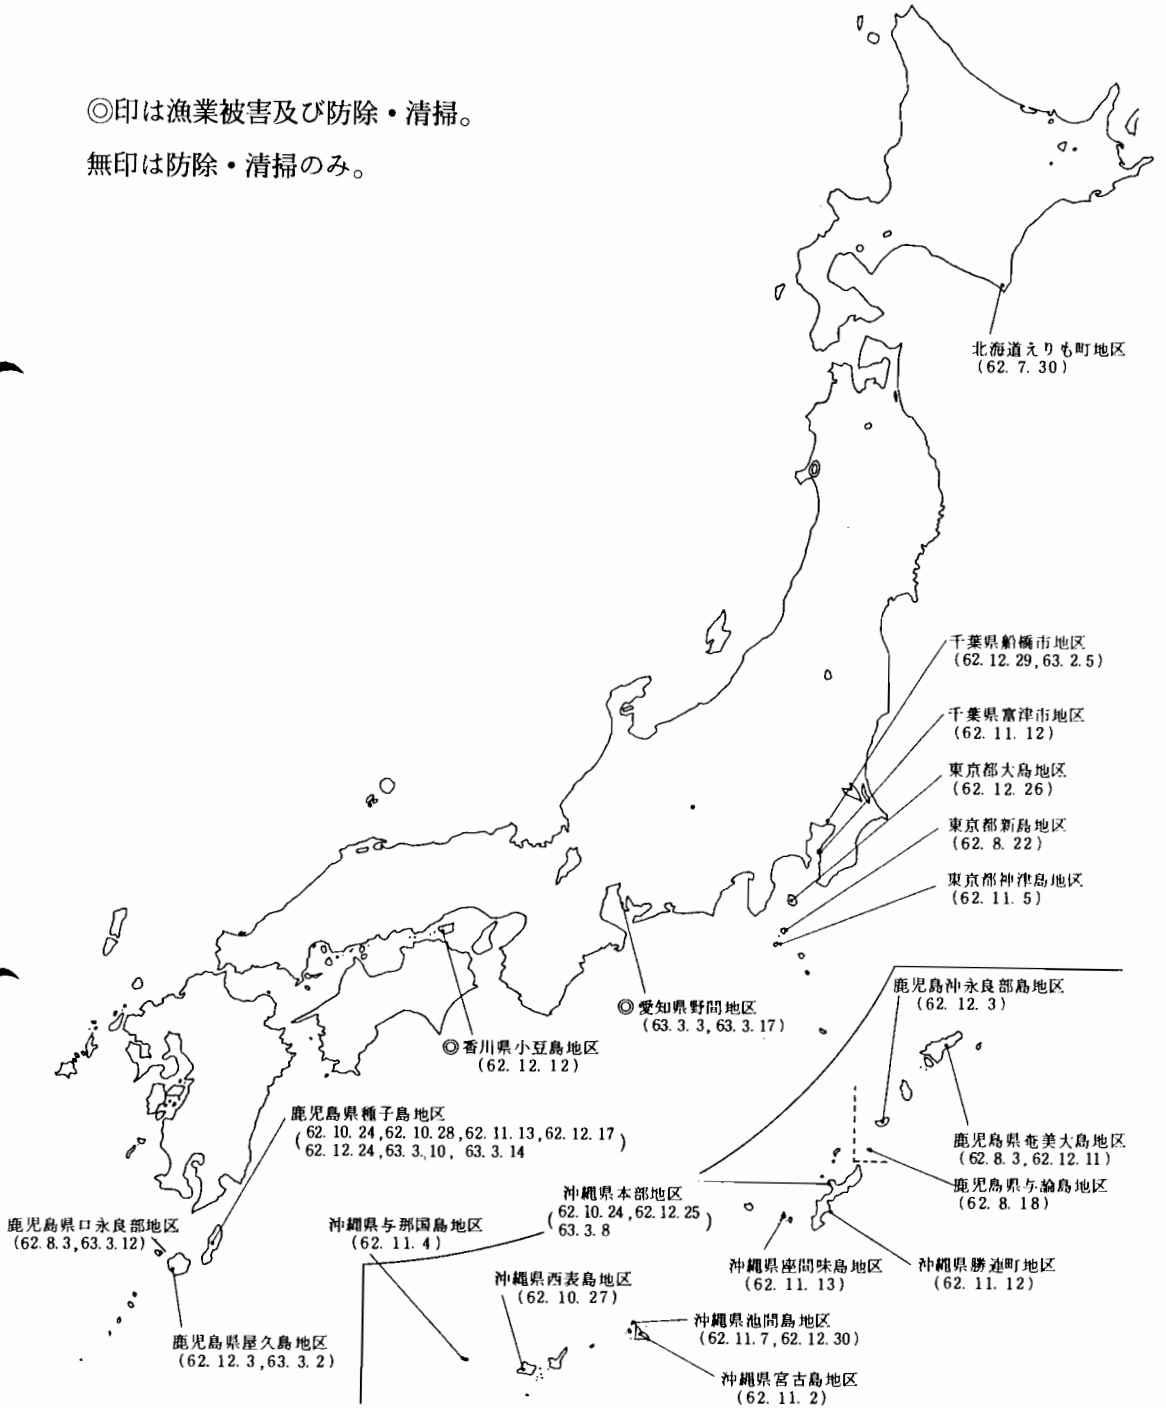 ◎印は漁業被害及び防除・清掃。
無印は防除・清掃のみ。
北海道えりも町地区
(62. 7. 30)
千葉県船橋市地区
(62. 12. 29, 63. 2. 5)
千葉県富津市地区
(62. 11. 12)
東京都大島地区
(62. 12. 26)
東京都新島地区
(62. 8. 22)
東京都神津島地区
(62. 11. 5)
◎愛知県野間地区
(63. 3. 3, 63. 3. 17)
◎香川県小豆島地区
(62. 12. 12)
鹿児島沖永良部島地区
(62. 12. 3)
鹿児島県奄美大島地区
(62. 8. 3, 62. 12. 11)
鹿児島県与論島地区
(62. 8. 18)
鹿児島県種子島地区
(62. 10. 24, 62. 10. 28, 62. 11. 13, 62. 12. 17
62. 12. 24, 63. 3. 10, 63. 3. 14)
鹿児島県口永良部地区
(62. 8. 3, 63. 3. 12)
鹿児島県屋久島地区
(62. 12. 3, 63. 3. 2)
沖縄県本部地区
(62. 10. 24, 62. 12. 25
63. 3. 8)
沖縄県与那国島地区
(62. 11. 4)
沖縄県西表島地区
(62. 10. 27)
沖縄県座間味島地区
(62. 11. 13)
沖縄県勝連町地区
(62. 11. 12)
沖縄県池間島地区
(62. 11. 7, 62. 12. 30)
沖縄県宮古島地区
(62. 11. 2)